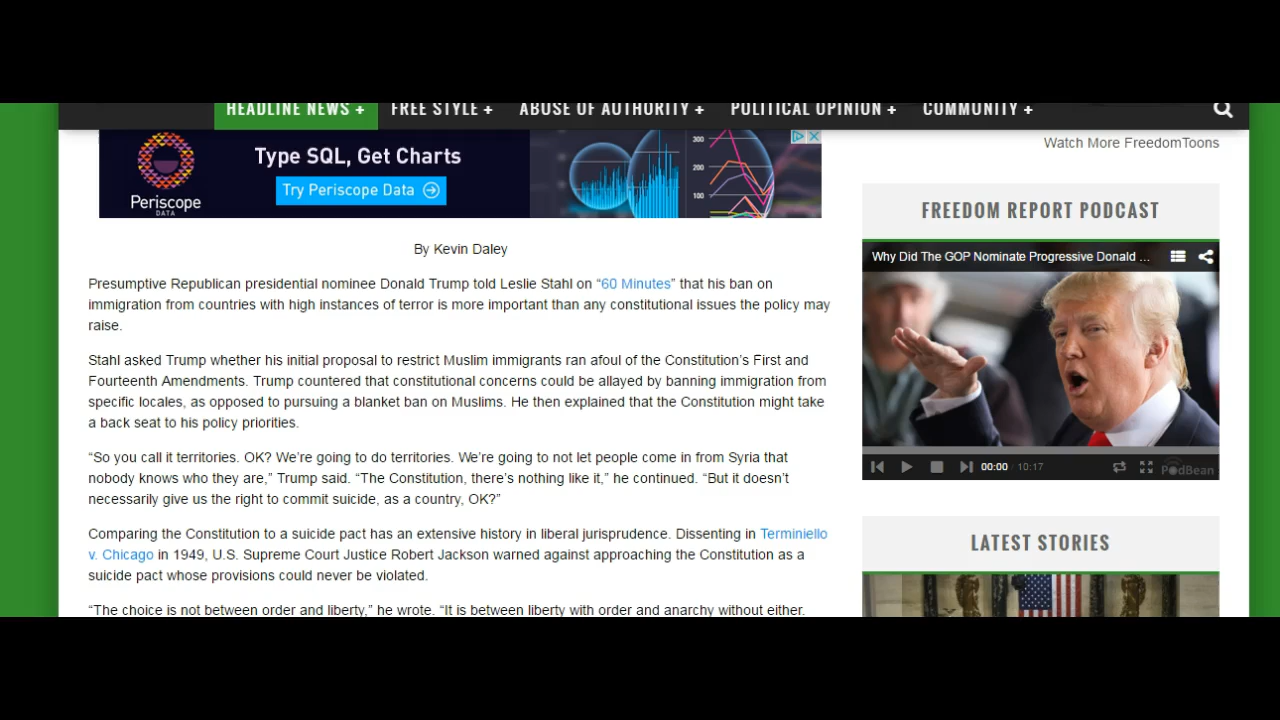 HEADLINE NEWS + FREE STYLE + ABUSE OF AUTHORITY + POLITICAL OPINION + COMMUNITY +
Type SQL, Get Charts
Try Periscope Data
Periscope
DATA
300
200
100
By Kevin Daley
Presumptive Republican presidential nominee Donald Trump told Leslie Stahl on “60 Minutes” that his ban on
immigration from countries with high instances of terror is more important than any constitutional issues the policy may
raise.
Stahl asked Trump whether his initial proposal to restrict Muslim immigrants ran afoul of the Constitution’s First and
Fourteenth Amendments. Trump countered that constitutional concerns could be allayed by banning immigration from
specific locales, as opposed to pursuing a blanket ban on Muslims. He then explained that the Constitution might take
a back seat to his policy priorities.
“So you call it territories. OK? We’re going to do territories. We’re going to not let people come in from Syria that
nobody knows who they are,” Trump said. “The Constitution, there’s nothing like it,” he continued. “But it doesn’t
necessarily give us the right to commit suicide, as a country, OK?”
Comparing the Constitution to a suicide pact has an extensive history in liberal jurisprudence. Dissenting in Terminiello
v. Chicago in 1949, U.S. Supreme Court Justice Robert Jackson warned against approaching the Constitution as a
suicide pact whose provisions could never be violated.
“The choice is not between order and liberty,” he wrote. “It is between liberty with order and anarchy without either.
Watch More FreedomToons
FREEDOM REPORT PODCAST
Why Did The GOP Nominate Progressive Donald ...
00:00 / 10:17
PodBean
LATEST STORIES